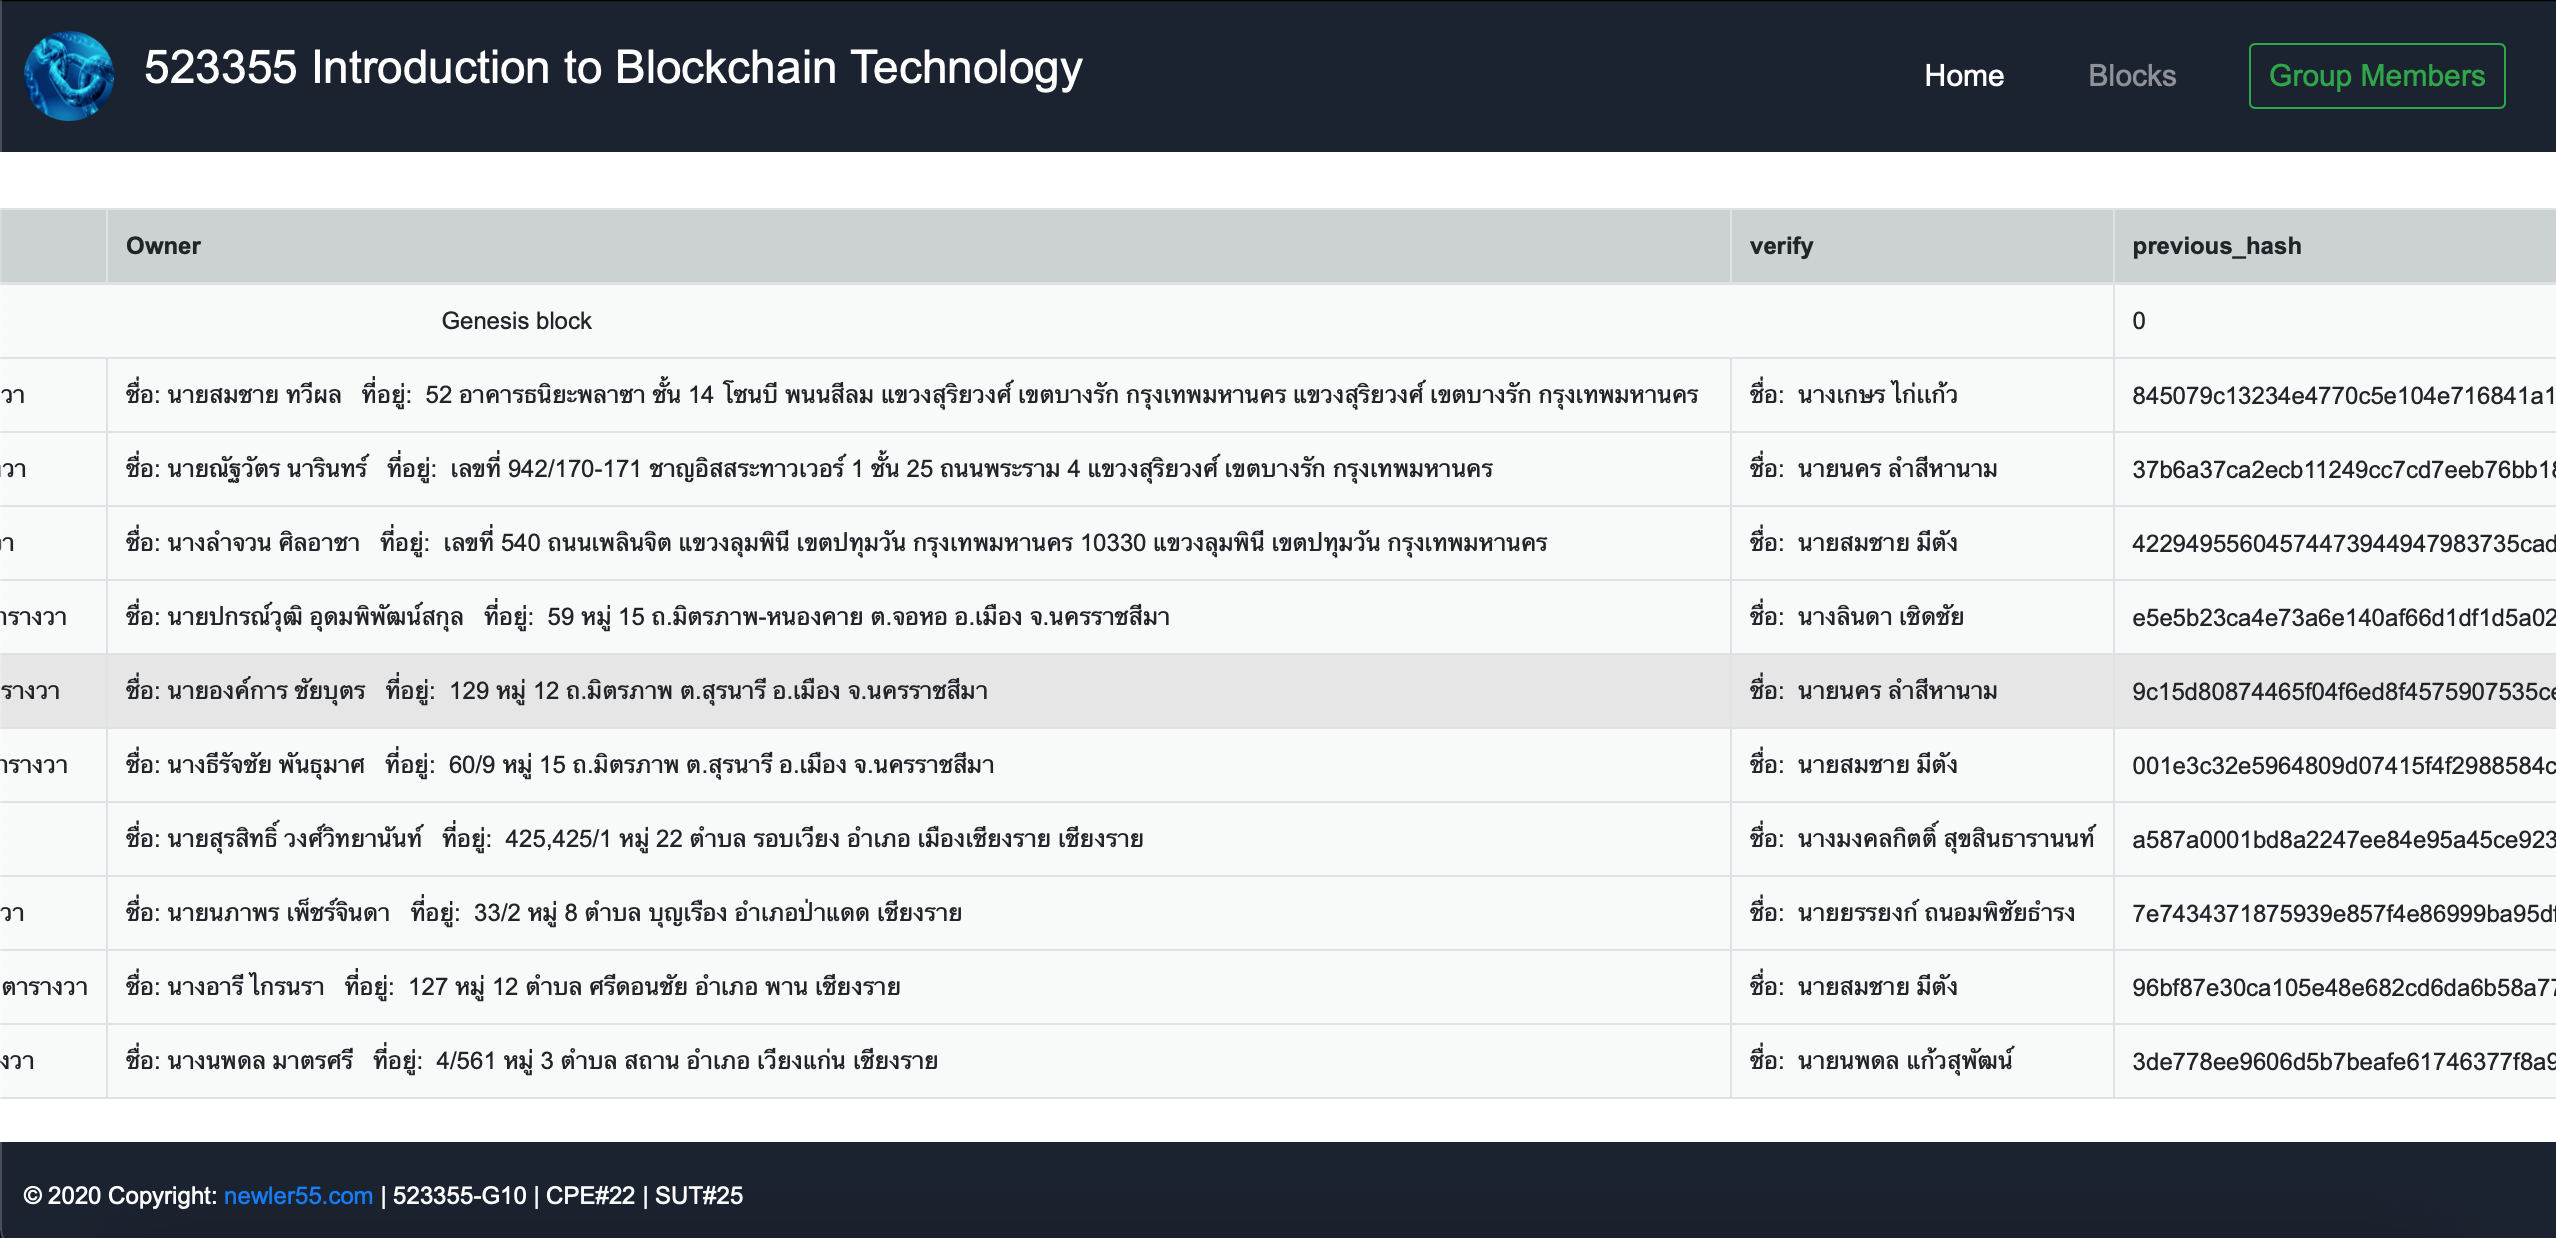 523355 Introduction to Blockchain Technology
Home Blocks Group Members
Owner verify previous_hash
Genesis block 0
วา ชื่อ: นายสมชาย ทวีผล ที่อยู่: 52 อาคารธนิยะพลาซา ชั้น 14 โซนบี พนนสีลม แขวงสุริยวงศ์ เขตบางรัก กรุงเทพมหานคร แขวงสุริยวงศ์ เขตบางรัก กรุงเทพมหานคร ชื่อ: นางเกษร ไก่แก้ว 845079c13234e4770c5e104e716841a1
วา ชื่อ: นายณัฐวัตร นารินทร์ ที่อยู่: เลขที่ 942/170-171 ชาญอิสสระทาวเวอร์ 1 ชั้น 25 ถนนพระราม 4 แขวงสุริยวงศ์ เขตบางรัก กรุงเทพมหานคร ชื่อ: นายนคร ลำสีหานาม 37b6a37ca2ecb11249cc7cd7eeb76bb18
า ชื่อ: นางลำจวน ศิลอาชา ที่อยู่: เลขที่ 540 ถนนเพลินจิต แขวงลุมพินี เขตปทุมวัน กรุงเทพมหานคร 10330 แขวงลุมพินี เขตปทุมวัน กรุงเทพมหานคร ชื่อ: นายสมชาย มีตัง 42294955604574473944947983735cad
ารางวา ชื่อ: นายปกรณ์วุฒิ อุดมพิพัฒน์สกุล ที่อยู่: 59 หมู่ 15 ถ.มิตรภาพ-หนองคาย ต.จอหอ อ.เมือง จ.นครราชสีมา ชื่อ: นางลินดา เชิดชัย e5e5b23ca4e73a6e140af66d1df1d5a02
รางวา ชื่อ: นายองค์การ ชัยบุตร ที่อยู่: 129 หมู่ 12 ถ.มิตรภาพ ต.สุรนารี อ.เมือง จ.นครราชสีมา ชื่อ: นายนคร ลำสีหานาม 9c15d80874465f04f6ed8f4575907535ce
ารางวา ชื่อ: นางธีรัจชัย พันธุมาศ ที่อยู่: 60/9 หมู่ 15 ถ.มิตรภาพ ต.สุรนารี อ.เมือง จ.นครราชสีมา ชื่อ: นายสมชาย มีตัง 001e3c32e5964809d07415f4f2988584c
ชื่อ: นายสุรสิทธิ์ วงศ์วิทยานันท์ ที่อยู่: 425,425/1 หมู่ 22 ตำบล รอบเวียง อำเภอ เมืองเชียงราย เชียงราย ชื่อ: นางมงคลกิตติ์ สุขสินธารานนท์ a587a0001bd8a2247ee84e95a45ce923
วา ชื่อ: นายนภาพร เพ็ชร์จินดา ที่อยู่: 33/2 หมู่ 8 ตำบล บุญเรือง อำเภอป่าแดด เชียงราย ชื่อ: นายยรรยงก์ ถนอมพิชัยธำรง 7e7434371875939e857f4e86999ba95df
ตารางวา ชื่อ: นางอารี ไกรนรา ที่อยู่: 127 หมู่ 12 ตำบล ศรีดอนชัย อำเภอ พาน เชียงราย ชื่อ: นายสมชาย มีตัง 96bf87e30ca105e48e682cd6da6b58a77
งวา ชื่อ: นางนพดล มาตรศรี ที่อยู่: 4/561 หมู่ 3 ตำบล สถาน อำเภอ เวียงแก่น เชียงราย ชื่อ: นายนพดล แก้วสุพัฒน์ 3de778ee9606d5b7beafe61746377f8a9
© 2020 Copyright: newler55.com | 523355-G10 | CPE#22 | SUT#25